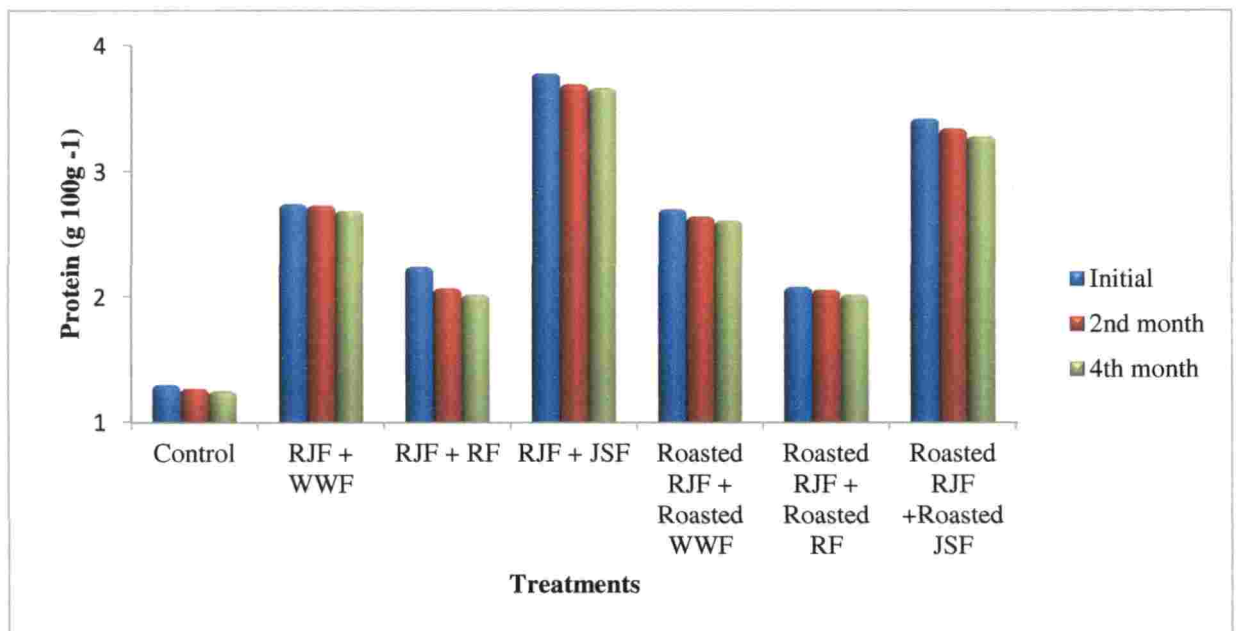 4
3
2
1
Protein (g 100g -1)
Control
RJF +
WWF
RJF + RF
RJF + JSF
Roasted
RJF +
Roasted
WWF
Roasted
RJF +
Roasted
RF
Roasted
RJF
+Roasted
JSF
Treatments
Initial
2nd month
4th month